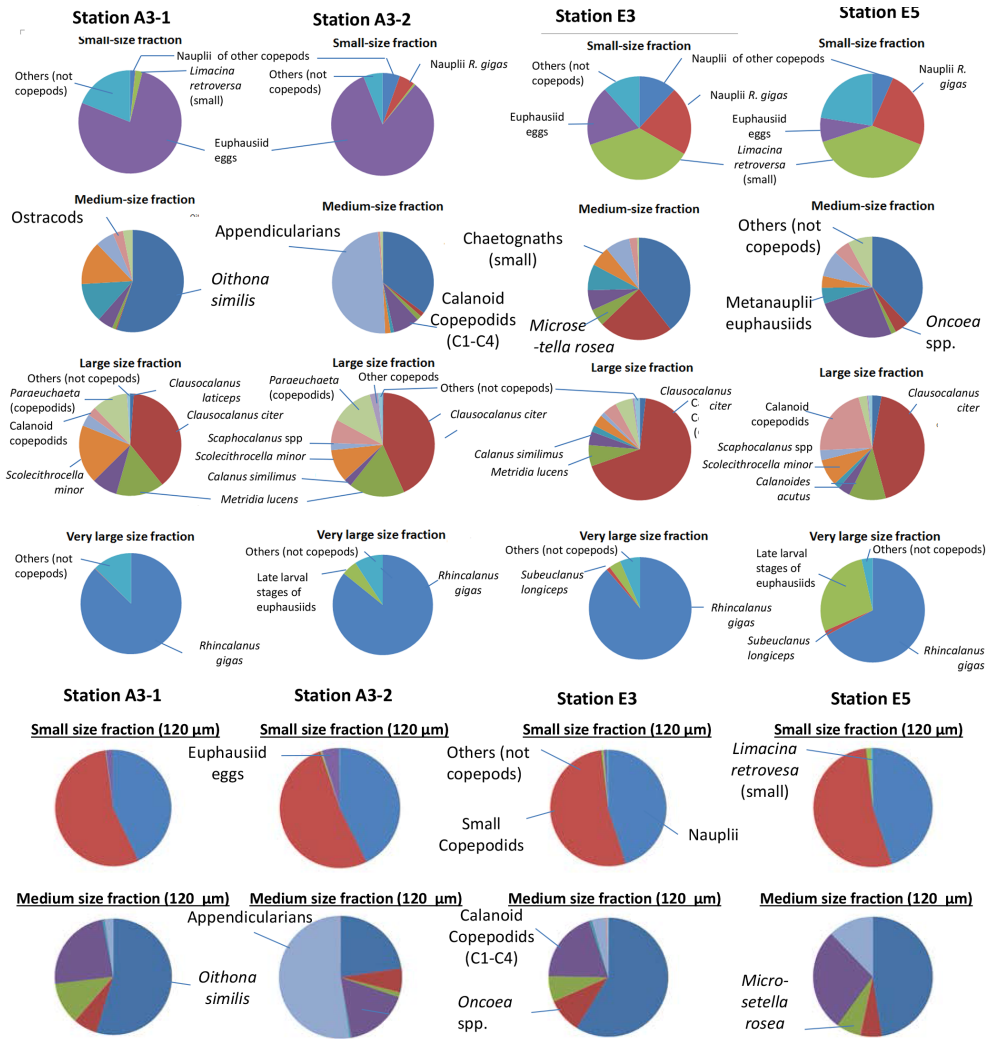 Station A3-1
Station A3-2
Station E3
Station E5
Small-size fraction
Small-size fraction
Small-size fraction
Small-size fraction
Nauplii of other copepods
Limacina
retroversa
(small)
Others (not
copepods)
Others (not
copepods)
Nauplii R. gigas
Euphausiid
eggs
Nauplii of other copepods
Others (not
copepods)
Nauplii R. gigas
Euphausiid
eggs
Nauplii R.
gigas
Euphausiid
eggs
Limacina
retroversa
(small)
Medium-size fraction
Medium-size fraction
Medium-size fraction
Medium-size fraction
Ostracods
Oithona
similis
Appendicularians
Calanoid
Copepodids
(C1-C4)
Chaetognaths
(small)
Microse
-tella rosea
Others (not
copepods)
Metanauplii
euphausiids
Oncoea
spp.
Large size fraction
Large size fraction
Large size fraction
Large size fraction
Others (not copepods)
Paraeuchaeta
(copepodids)
Calanoid
copepodids
Scolecithrocella
minor
Clausocalanus
laticeps
Clausocalanus citer
Metridia lucens
Paraeuchaeta
(copepodids)
Other copepods
Others (not copepods)
Clausocalanus citer
Scaphocalanus spp
Scolecithrocella minor
Calanus similimus
Clausocalanus
citer
Calanus similimus
Metridia lucens
Calanoid
copepodids
Clausocalanus
citer
Scaphocalanus spp
Scolecithrocella minor
Calanoides
acutus
Very large size fraction
Very large size fraction
Very large size fraction
Very large size fraction
Others (not
copepods)
Rhincalanus
gigas
Others (not copepods)
Late larval
stages of
euphausiids
Rhincalanus
gigas
Others (not copepods)
Subeuclanus
longiceps
Rhincalanus
gigas
Late larval
stages of
euphausiids
Others (not copepods)
Subeuclanus
longiceps
Rhincalanus
gigas
Station A3-1
Station A3-2
Station E3
Station E5
Small size fraction (120 µm)
Small size fraction (120 µm)
Small size fraction (120 µm)
Small size fraction (120 µm)
Euphausiid
eggs
Others (not
copepods)
Small
Copepodids
Nauplii
Limacina
retrovesa
(small)
Medium size fraction (120 µm)
Medium size fraction (120 µm)
Medium size fraction (120 µm)
Medium size fraction (120 µm)
Oithona
similis
Appendicularians
Calanoid
Copepodids
(C1-C4)
Oncoea
spp.
Micro-
setella
rosea